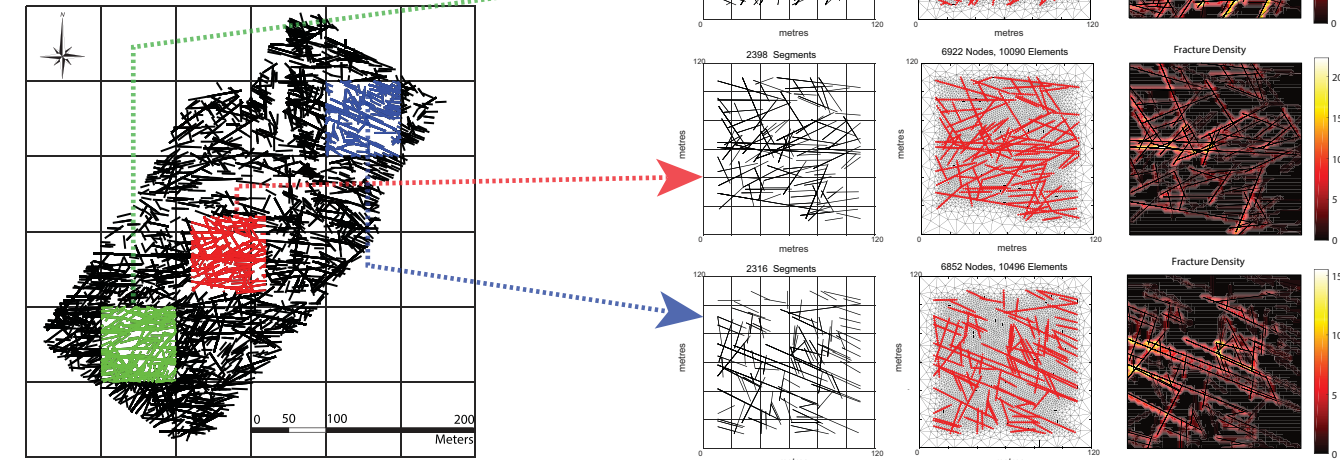 N
0 50 100 200
Meters
metres
120
metres
120
0
2398 Segments
120
metres
0
metres
120
6922 Nodes, 10090 Elements
120
metres
0
metres
120
Fracture Density
20
15
10
5
0
2316 Segments
120
metres
0
120
6852 Nodes, 10496 Elements
120
metres
0
120
Fracture Density
15
10
5
0